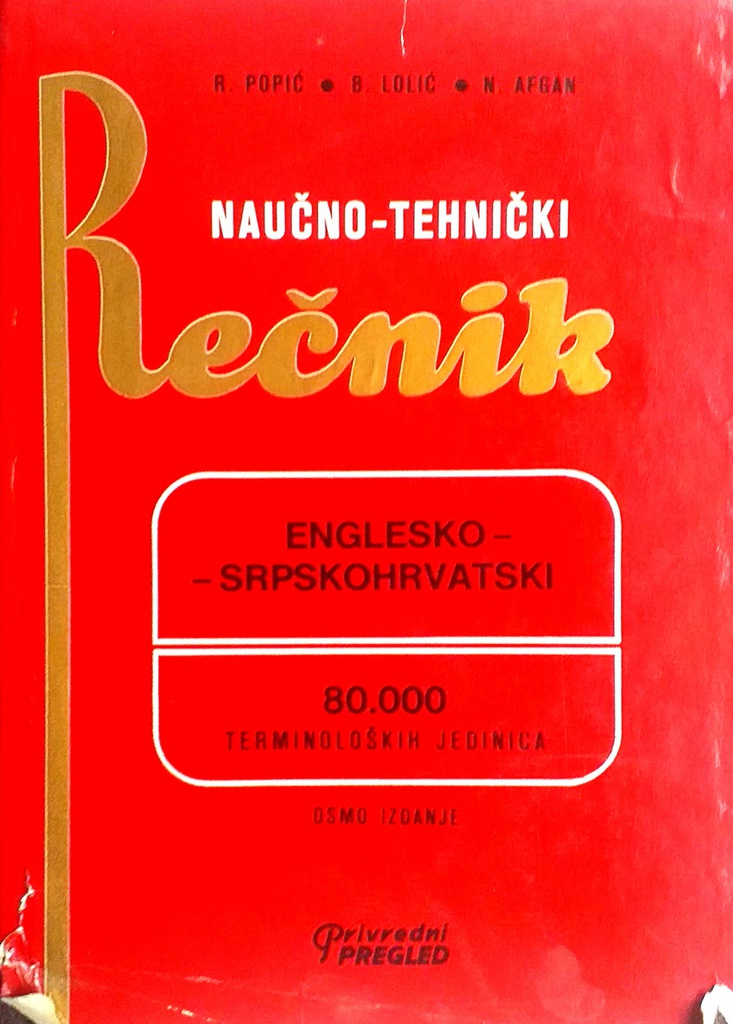 R. POPIĆ ● B. LOLIĆ ● N. AFGAN
NAUČNO-TEHNIČKI
Rečnik
ENGLESKO –
– SRPSKOHRVATSKI
80.000
TERMINOLOŠKIH JEDINICA
OSMO IZDANJE
Privredni
PREGLED